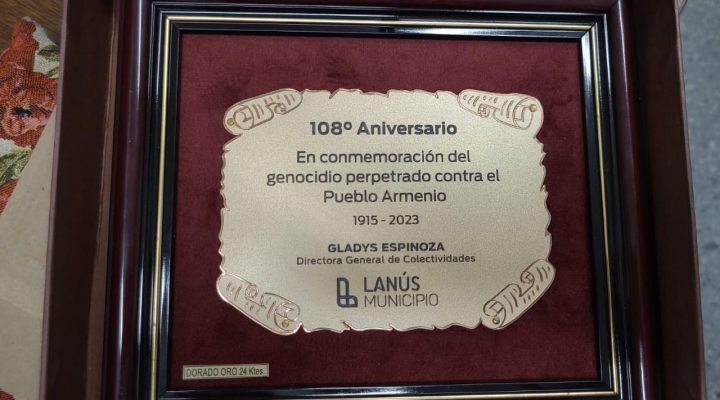 108º Aniversario
En conmemoración del
genocidio perpetrado contra el
Pueblo Armenio
1915 - 2023
GLADYS ESPINOZA
Directora General de Colectividades
LANÚS
MUNICIPIO
DORADO ORO 24 Ktes.